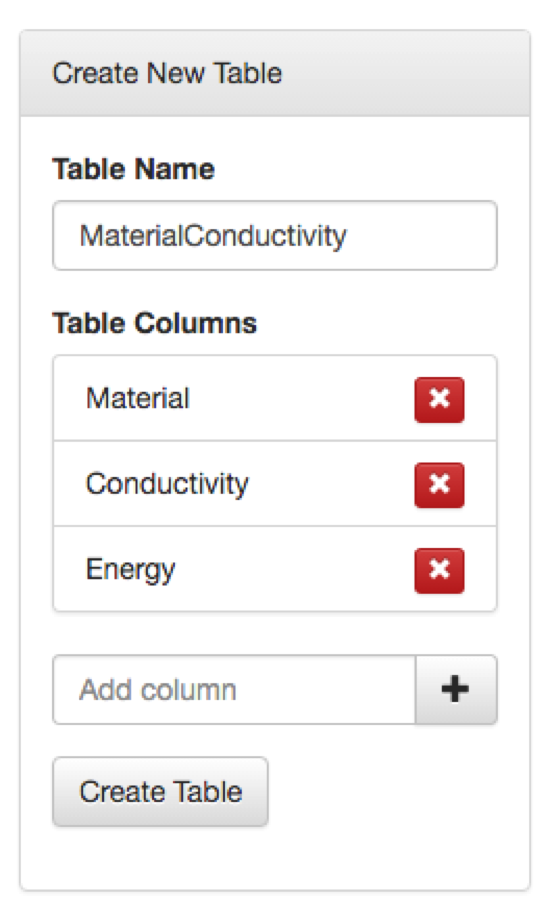 Create New Table
Table Name
MaterialConductivity
Table Columns
Material
Conductivity
Energy
Add column
Create Table